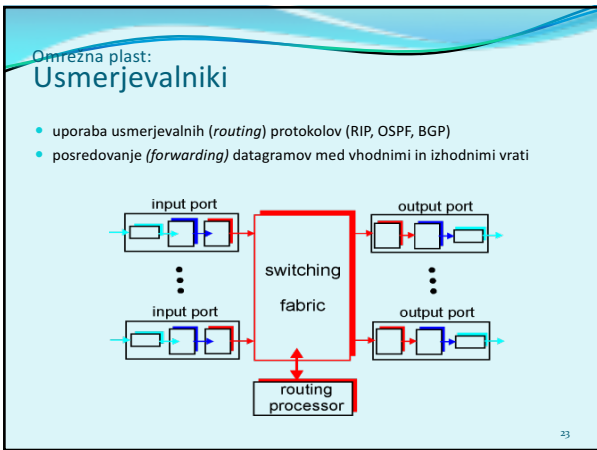 Omrežna plast:
Usmerjevalniki
• uporaba usmerjevalnih (routing) protokolov (RIP, OSPF, BGP)
• posredovanje (forwarding) datagramov med vhodnimi in izhodnimi vrati
input port
output port
switching
fabric
input port
output port
routing
processor
23